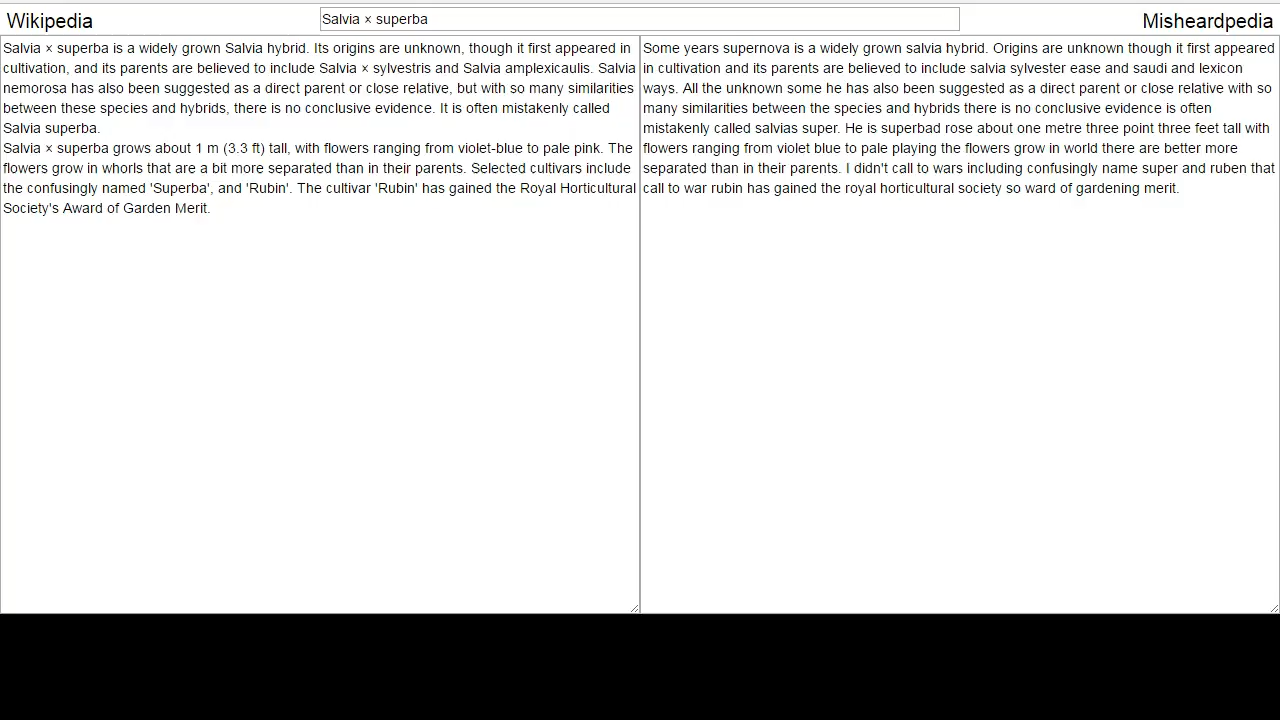 Wikipedia
Salvia × superba
Misheardpedia
Salvia × superba is a widely grown Salvia hybrid. Its origins are unknown, though it first appeared in
cultivation, and its parents are believed to include Salvia × sylvestris and Salvia amplexicaulis. Salvia
nemorosa has also been suggested as a direct parent or close relative, but with so many similarities
between these species and hybrids, there is no conclusive evidence. It is often mistakenly called
Salvia superba.
Salvia × superba grows about 1 m (3.3 ft) tall, with flowers ranging from violet-blue to pale pink. The
flowers grow in whorls that are a bit more separated than in their parents. Selected cultivars include
the confusingly named 'Superba', and 'Rubin'. The cultivar 'Rubin' has gained the Royal Horticultural
Society's Award of Garden Merit.
Some years supernova is a widely grown salvia hybrid. Origins are unknown though it first appeared
in cultivation and its parents are believed to include salvia sylvester ease and saudi and lexicon
ways. All the unknown some he has also been suggested as a direct parent or close relative with so
many similarities between the species and hybrids there is no conclusive evidence is often
mistakenly called salvias super. He is superbad rose about one metre three point three feet tall with
flowers ranging from violet blue to pale playing the flowers grow in world there are better more
separated than in their parents. I didn't call to wars including confusingly name super and ruben that
call to war rubin has gained the royal horticultural society so ward of gardening merit.